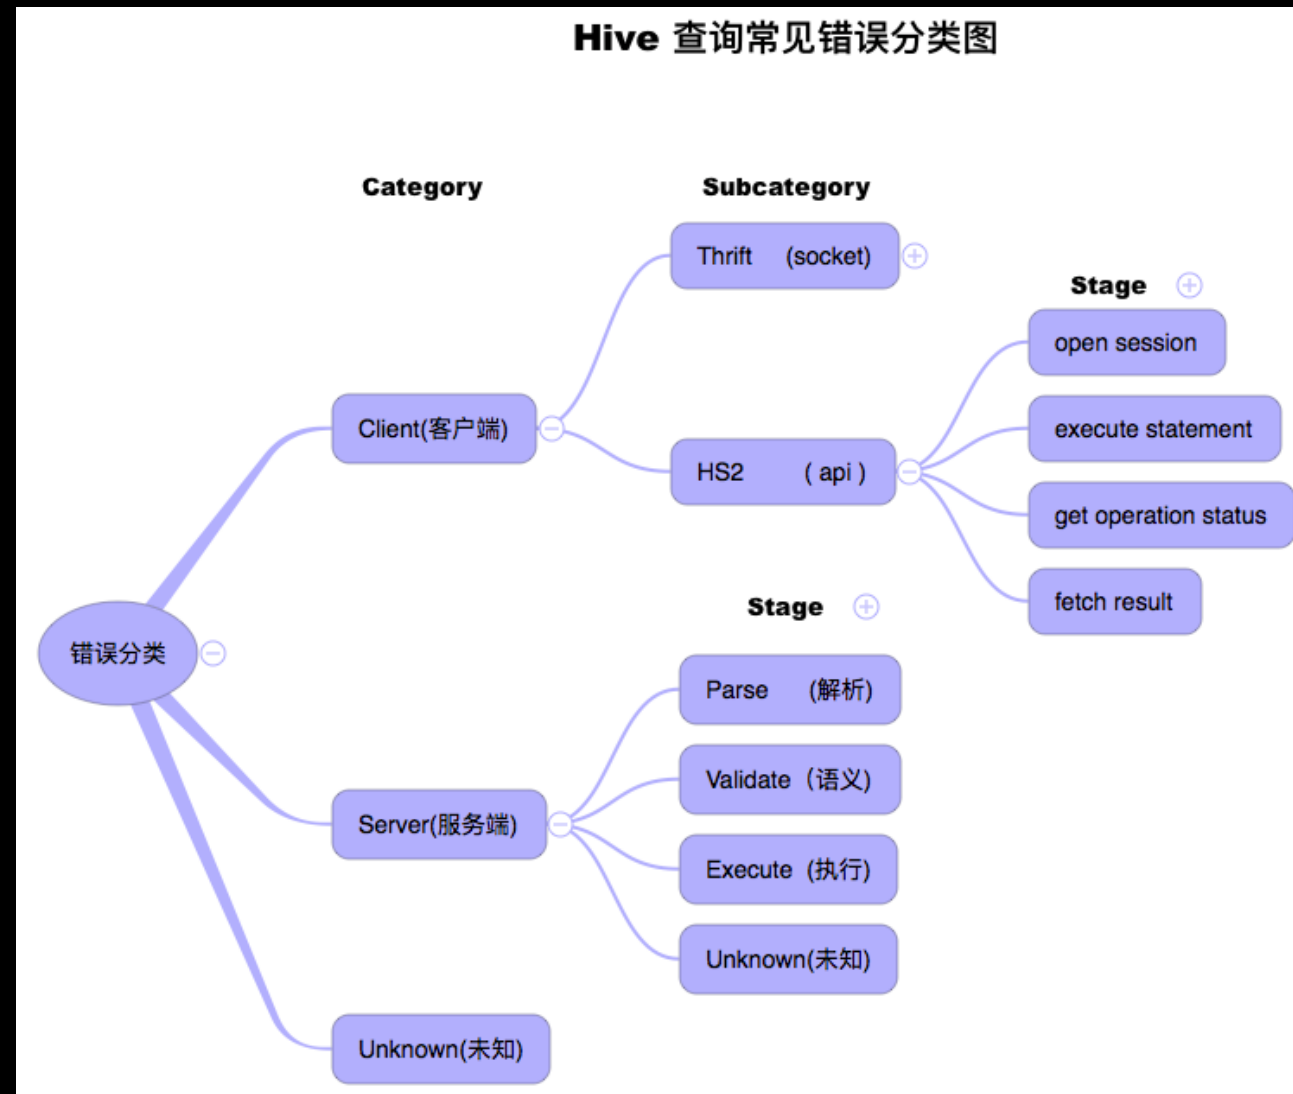 Hive 查询常见错误分类图
Category
Subcategory
Thrift (socket)
Stage
open session
Client(客户端)
execute statement
HS2 ( api )
get operation status
fetch result
Stage
错误分类
Parse (解析)
Validate（语义)
Server(服务端)
Execute (执行)
Unknown(未知)
Unknown(未知)